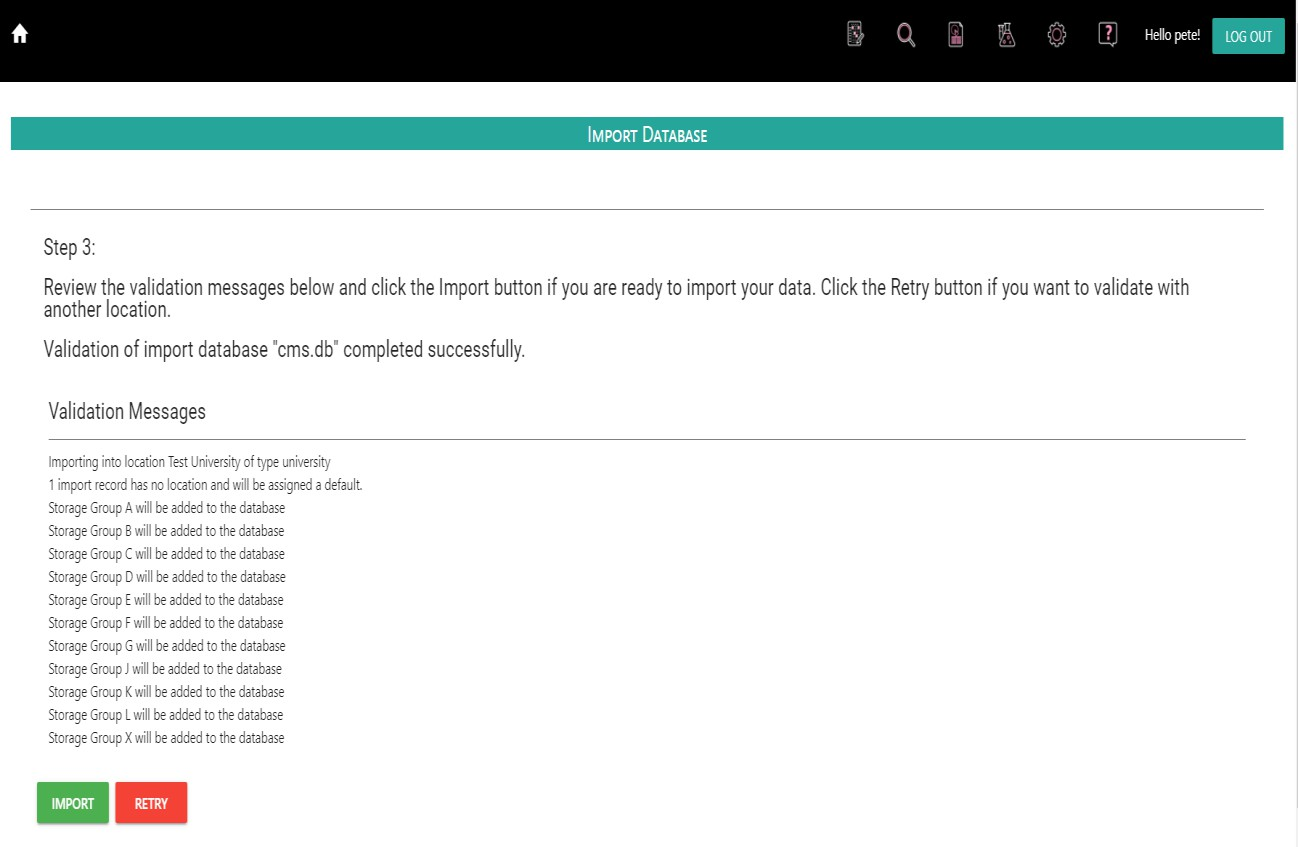 Hello pete!
LOG OUT
Import Database
Step 3:
Review the validation messages below and click the Import button if you are ready to import your data. Click the Retry button if you want to validate with
another location.
Validation of import database "cms.db" completed successfully.
Validation Messages
Importing into location Test University of type university
1 import record has no location and will be assigned a default.
Storage Group A will be added to the database
Storage Group B will be added to the database
Storage Group C will be added to the database
Storage Group D will be added to the database
Storage Group E will be added to the database
Storage Group F will be added to the database
Storage Group G will be added to the database
Storage Group J will be added to the database
Storage Group K will be added to the database
Storage Group L will be added to the database
Storage Group X will be added to the database
IMPORT
RETRY